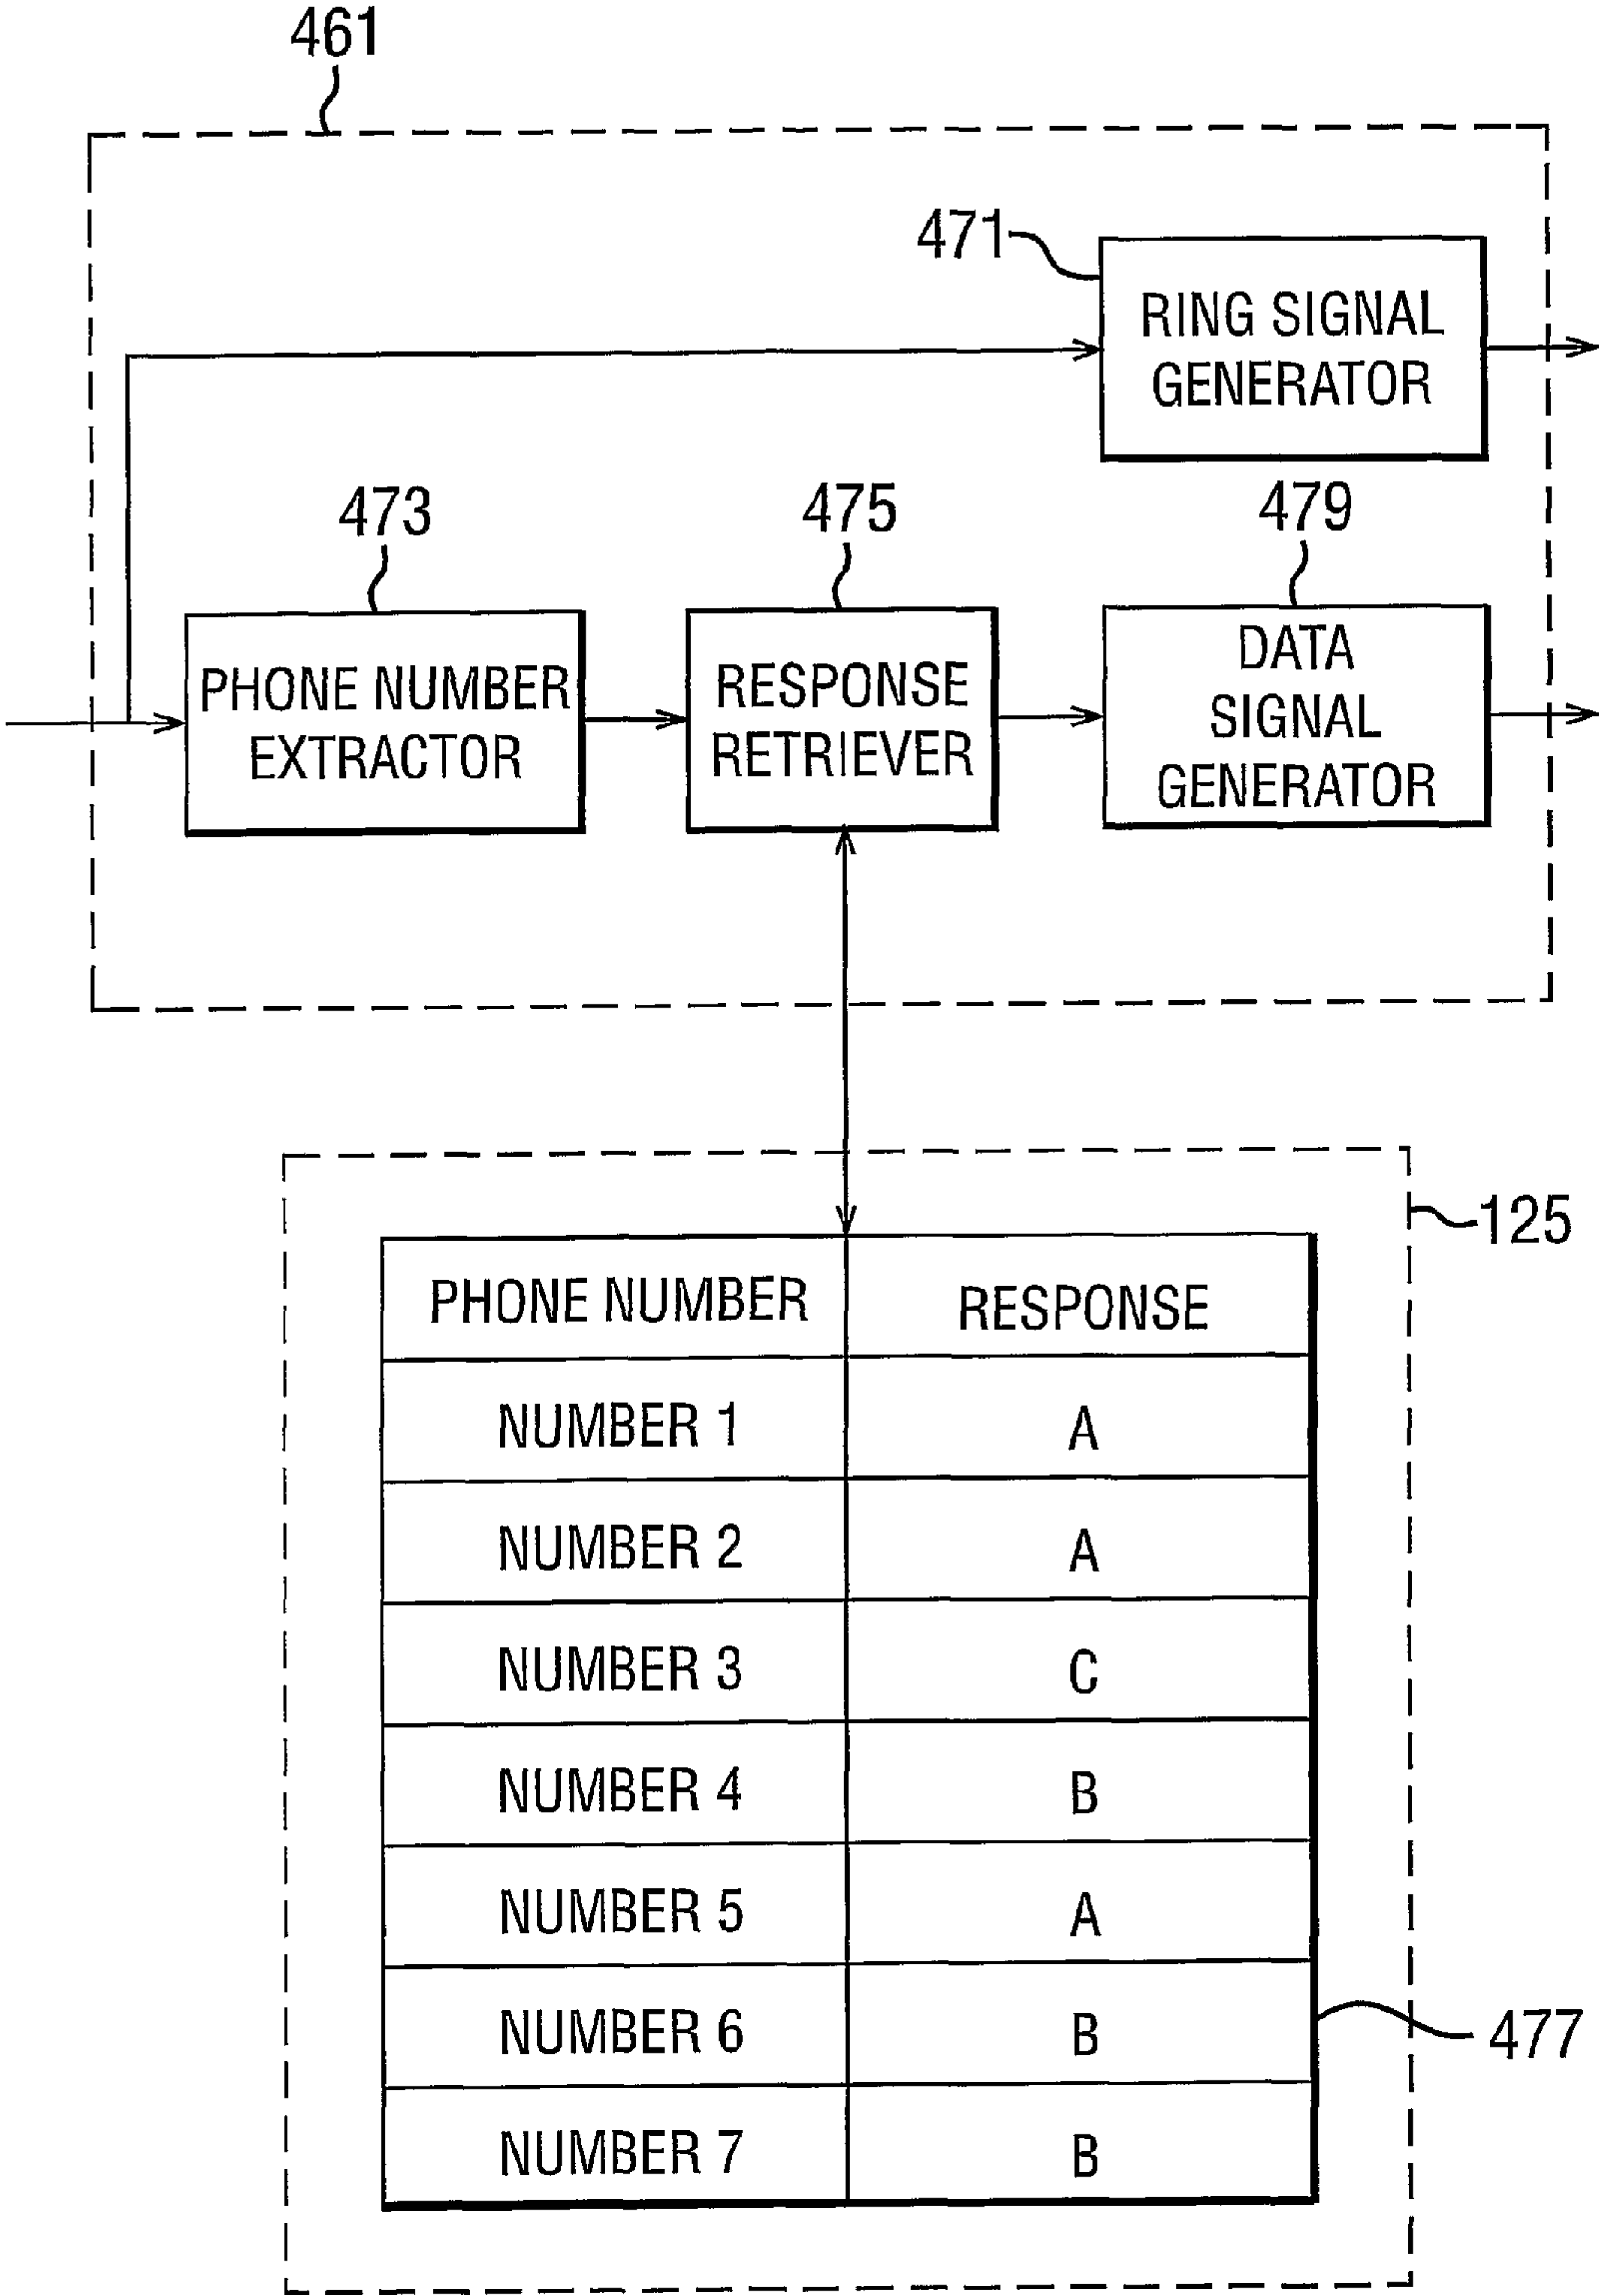 461
471
RING SIGNAL
GENERATOR
473
475
479
PHONE NUMBER
EXTRACTOR
RESPONSE
RETRIEVER
DATA
SIGNAL
GENERATOR
125
PHONE NUMBER RESPONSE
NUMBER 1 A
NUMBER 2 A
NUMBER 3 C
NUMBER 4 B
NUMBER 5 A
NUMBER 6 B
477
NUMBER 7 B